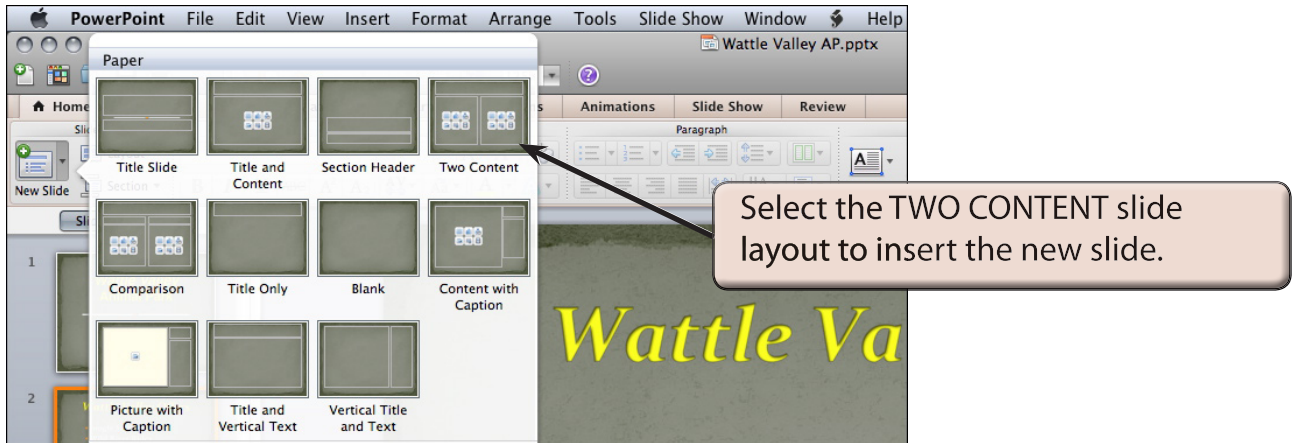 PowerPoint File Edit View Insert Format Arrange Tools Slide Show Window Help
Wattle Valley AP.pptx
Paper
Home
Animations Slide Show Review
Paragraph
New Slide
Section
Title Slide
Title and
Content
Section Header
Two Content
Comparison
Title Only
Blank
Content with
Caption
Picture with
Caption
Title and
Vertical Text
Vertical Title
and Text
1
2
A
Wattle Va
Select the TWO CONTENT slide
layout to insert the new slide.